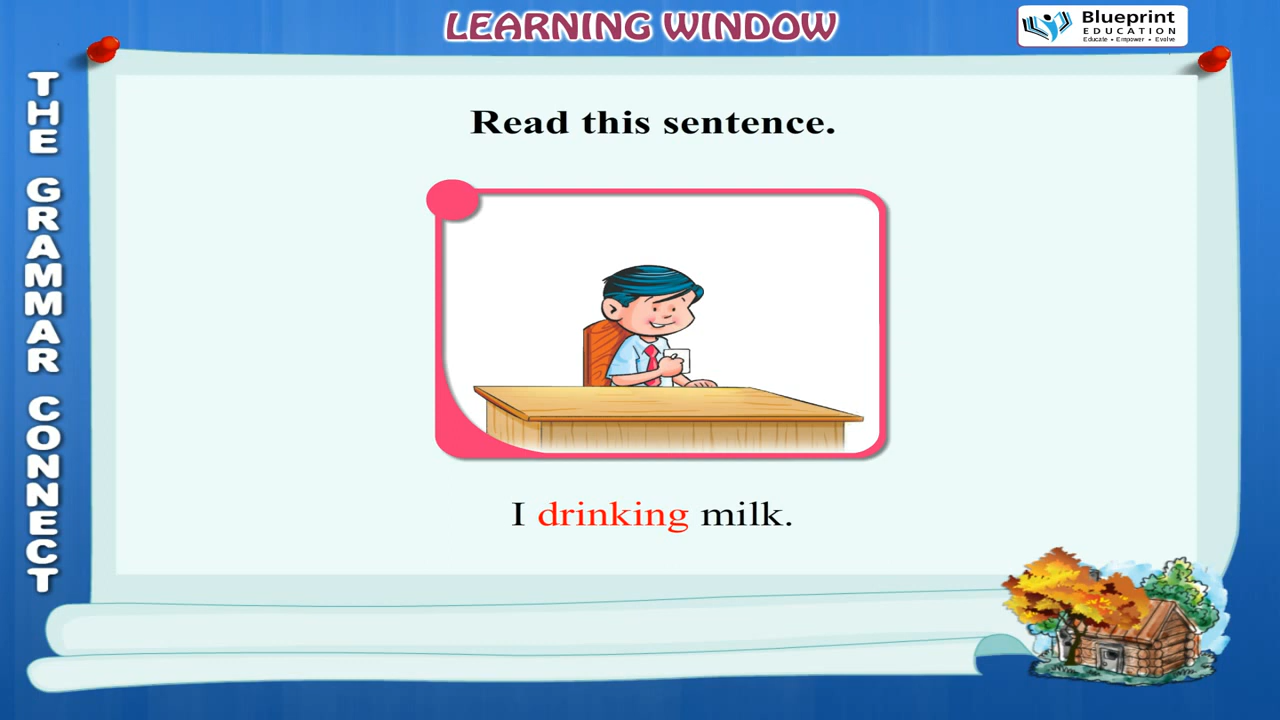 LEARNING WINDOW
Blueprint
EDUCATION
Educate • Empower • Evolve
THE GRAMMAR CONNECT
Read this sentence.
I drinking milk.